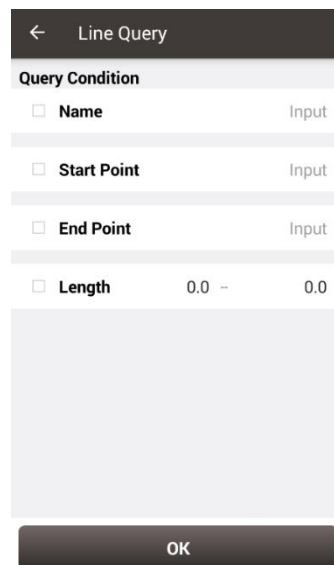 Line Query
Query Condition
Name Input
Start Point Input
End Point Input
Length 0.0 -- 0.0
OK